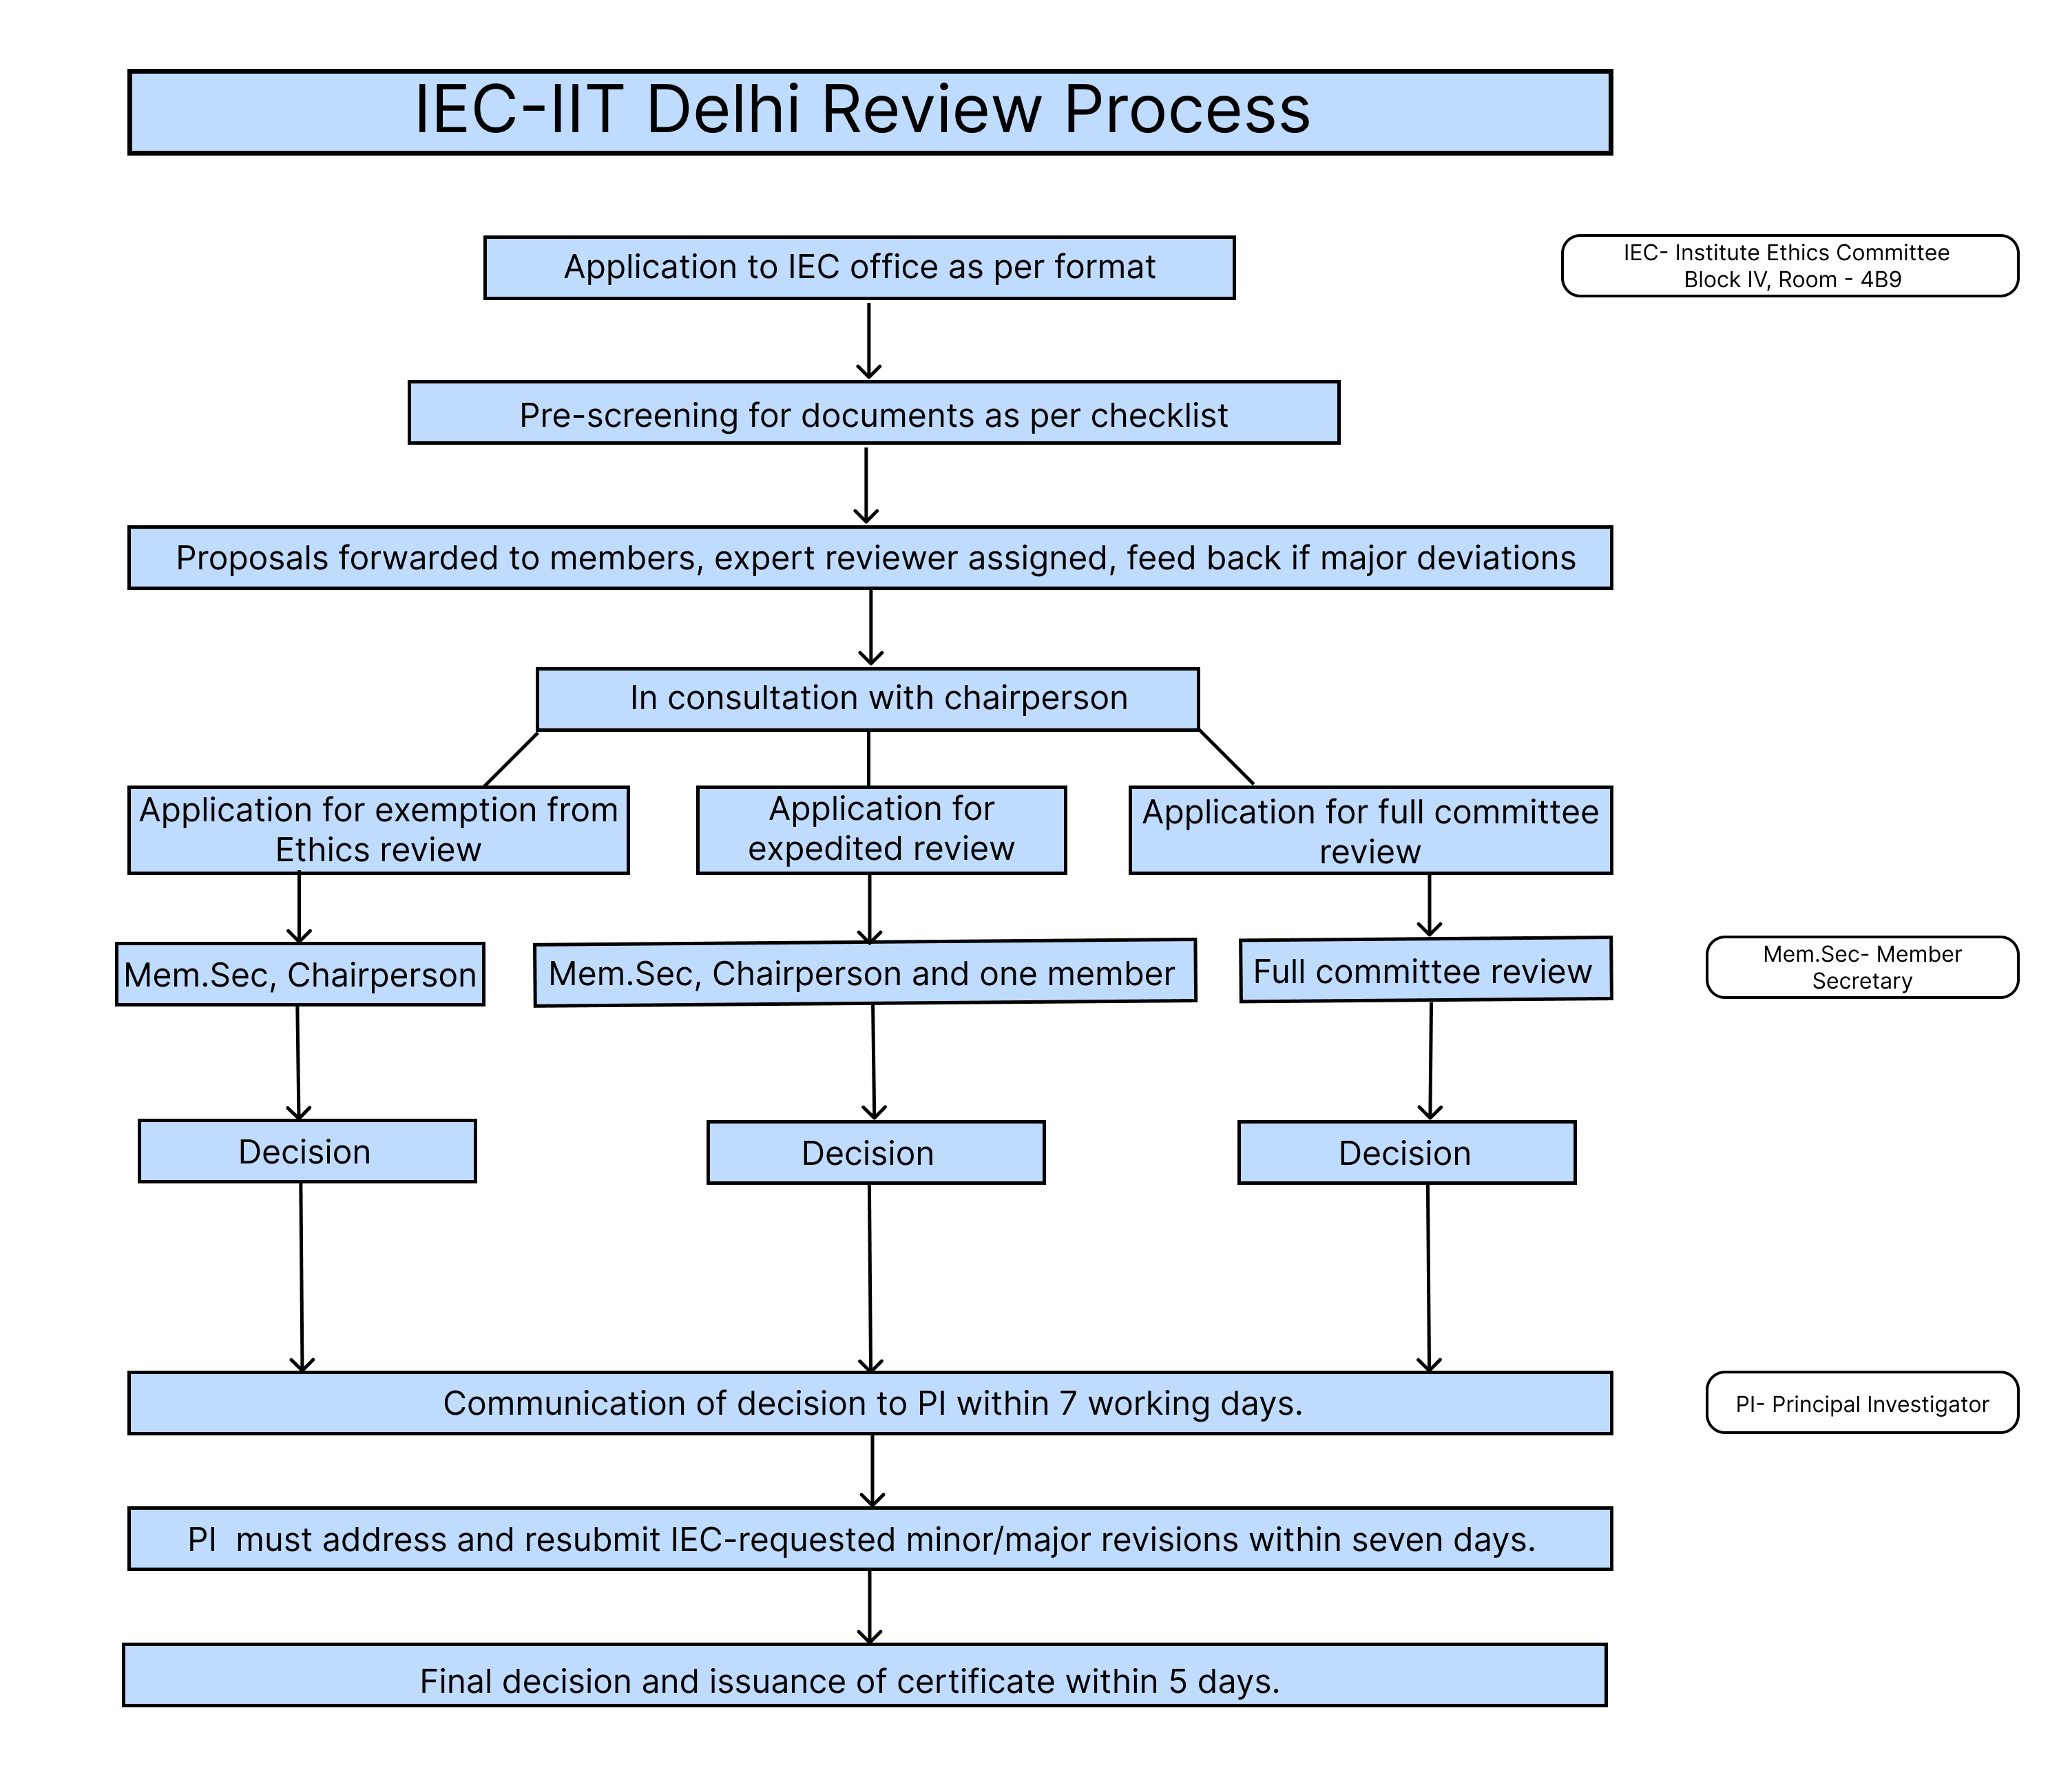 IEC-IIT Delhi Review Process
Application to IEC office as per format
IEC- Institute Ethics Committee
Block IV, Room - 4B9
Pre-screening for documents as per checklist
Proposals forwarded to members, expert reviewer assigned, feed back if major deviations
In consultation with chairperson
Application for exemption from
Ethics review
Application for
expedited review
Application for full committee
review
Mem.Sec, Chairperson
Mem.Sec, Chairperson and one member
Full committee review
Mem.Sec- Member
Secretary
Decision
Decision
Decision
Communication of decision to PI within 7 working days.
PI- Principal Investigator
PI  must address and resubmit IEC-requested minor/major revisions within seven days.
Final decision and issuance of certificate within 5 days.